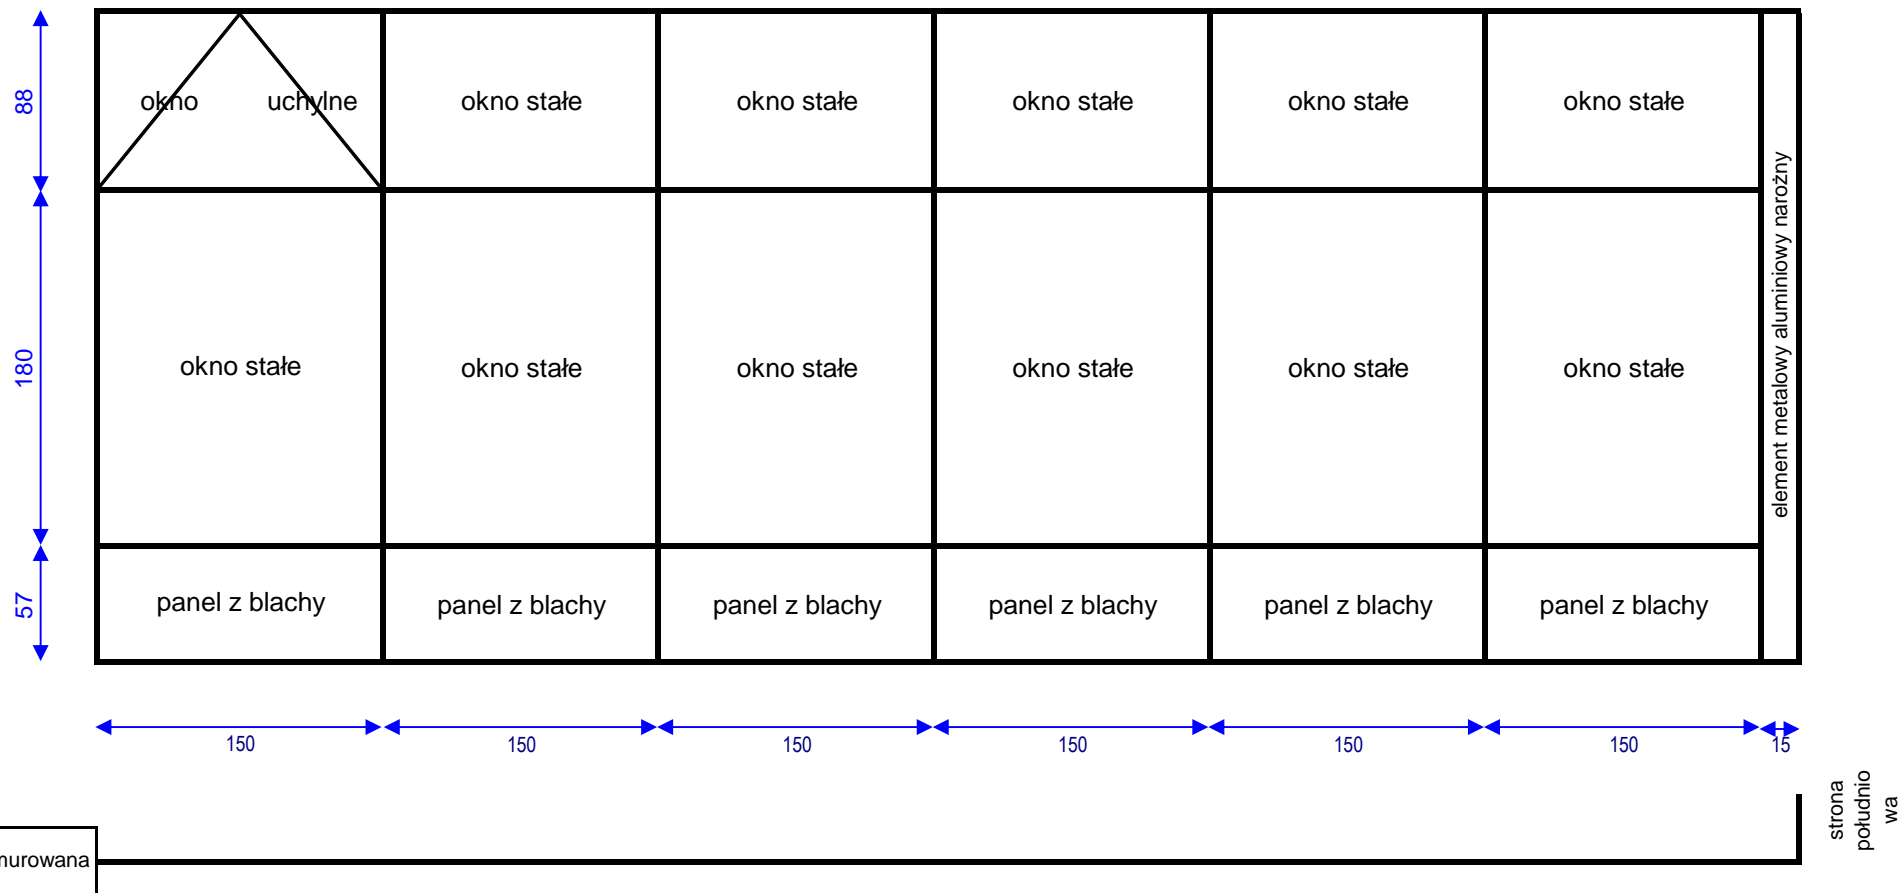 88
okno uchylne
okno stałe
okno stałe
okno stałe
okno stałe
okno stałe
element metalowy aluminiowy narożny
180
okno stałe
okno stałe
okno stałe
okno stałe
okno stałe
okno stałe
57
panel z blachy
panel z blachy
panel z blachy
panel z blachy
panel z blachy
panel z blachy
150
150
150
150
150
150
15
strona
południo
wa
murowana